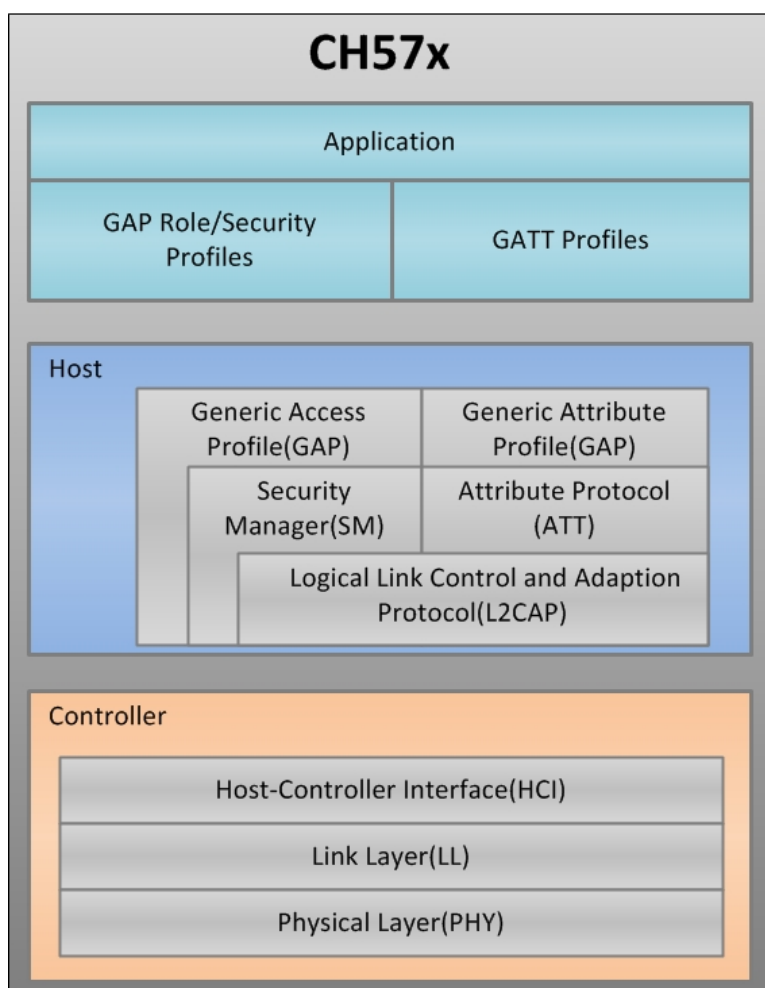 CH57x
Application
GAP Role/Security
Profiles
GATT Profiles
Host
Generic Access
Profile(GAP)
Generic Attribute
Profile(GAP)
Security
Manager(SM)
Attribute Protocol
(ATT)
Logical Link Control and Adaption
Protocol(L2CAP)
Controller
Host-Controller Interface(HCI)
Link Layer(LL)
Physical Layer(PHY)